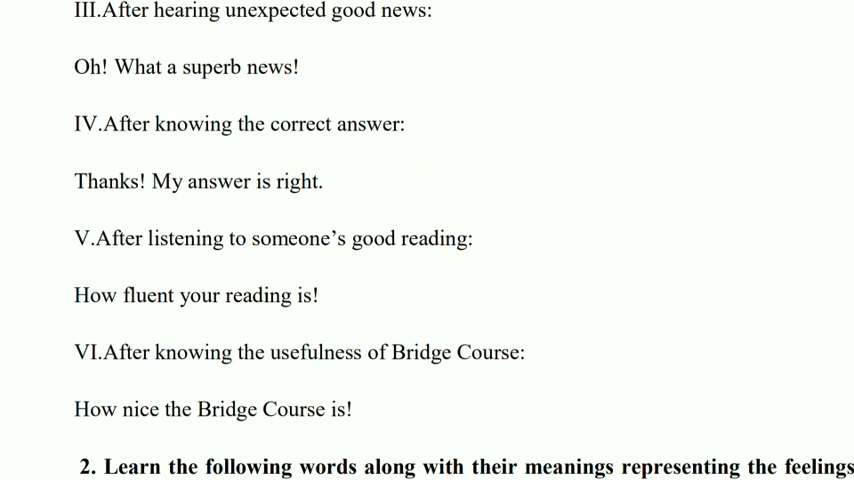 III.After hearing unexpected good news:
Oh! What a superb news!
IV.After knowing the correct answer:
Thanks! My answer is right.
V.After listening to someone’s good reading:
How fluent your reading is!
VI.After knowing the usefulness of Bridge Course:
How nice the Bridge Course is!
2. Learn the following words along with their meanings representing the feelings